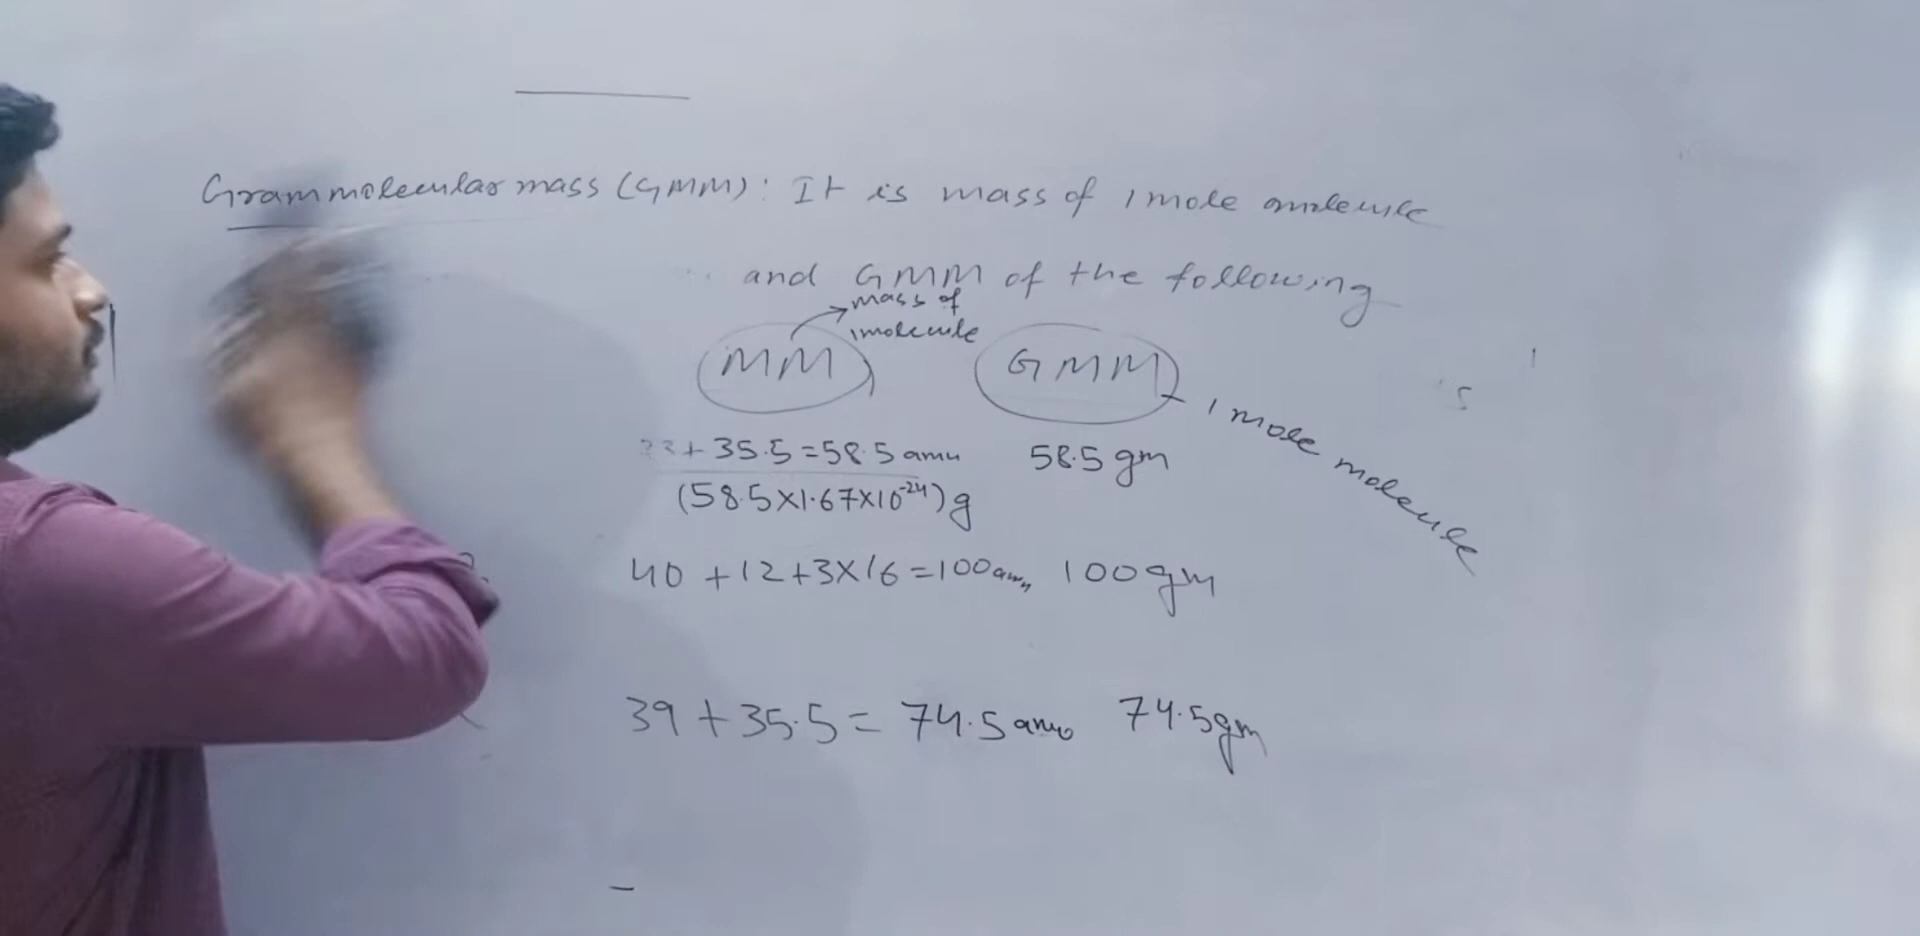 Gram molecular mass (GMM): It is mass of 1 mole molecule
and GMM of the following
mass of
1 molecule
MM GMM
1 mole molecule
+ 35.5 = 58.5 amu 58.5 gm
(58.5×1.67×10⁻²⁴) g
40 + 12 + 3×16 = 100 amu 100 gm
39 + 35.5 = 74.5 amu 74.5 gm